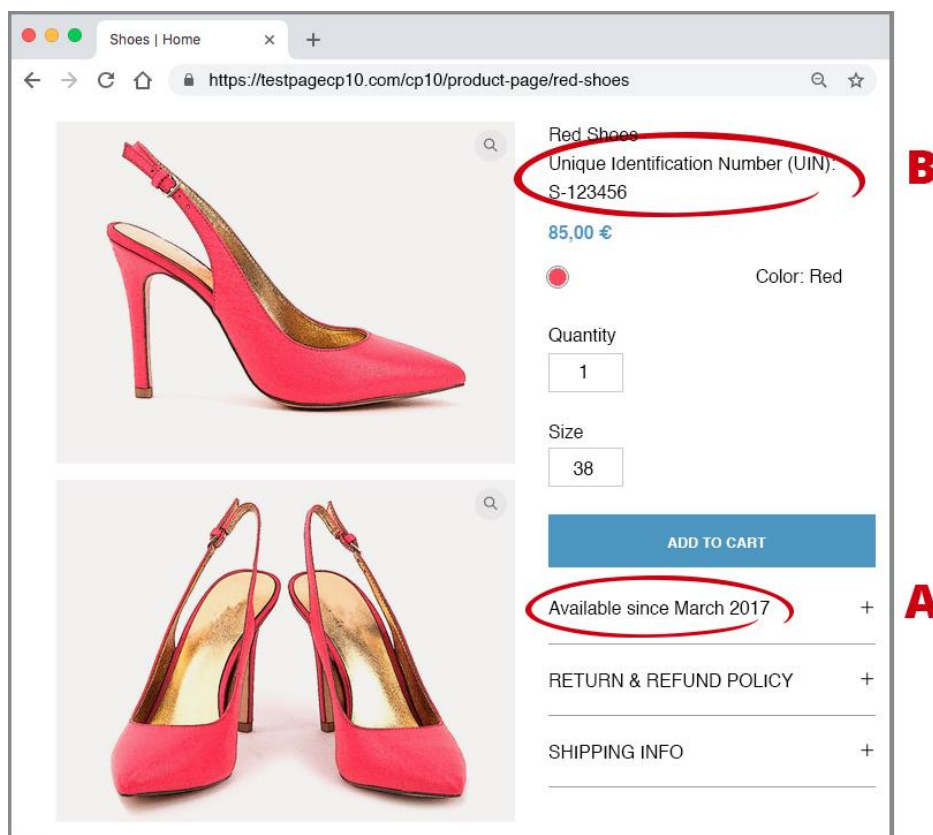 Shoes | Home
https://testpagecp10.com/cp10/product-page/red-shoes
Red Shoes
Unique Identification Number (UIN):
S-123456
B
85,00 €
Color: Red
Quantity
1
Size
38
ADD TO CART
Available since March 2017 +
A
RETURN & REFUND POLICY +
SHIPPING INFO +